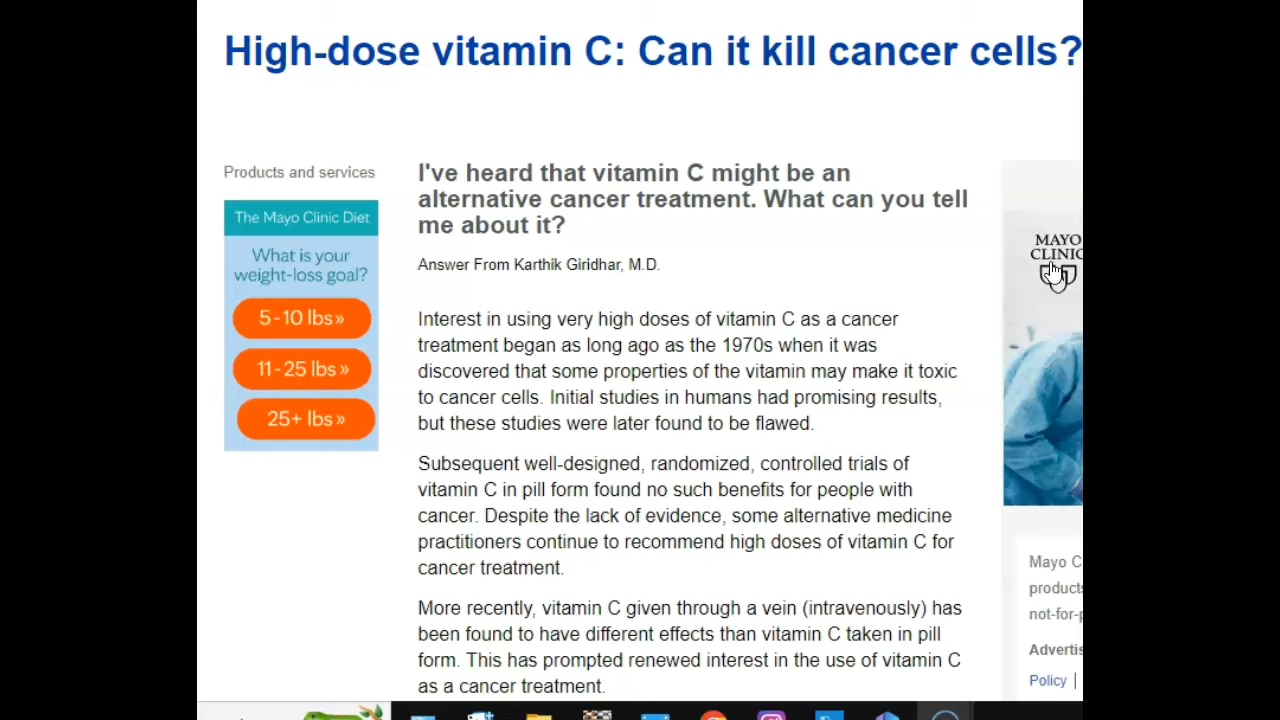 High-dose vitamin C: Can it kill cancer cells?
Products and services
The Mayo Clinic Diet
What is your
weight-loss goal?
5-10 lbs»
11-25 lbs»
25+ lbs»
I've heard that vitamin C might be an
alternative cancer treatment. What can you tell
me about it?
Answer From Karthik Giridhar, M.D.
Interest in using very high doses of vitamin C as a cancer
treatment began as long ago as the 1970s when it was
discovered that some properties of the vitamin may make it toxic
to cancer cells. Initial studies in humans had promising results,
but these studies were later found to be flawed.
Subsequent well-designed, randomized, controlled trials of
vitamin C in pill form found no such benefits for people with
cancer. Despite the lack of evidence, some alternative medicine
practitioners continue to recommend high doses of vitamin C for
cancer treatment.
More recently, vitamin C given through a vein (intravenously) has
been found to have different effects than vitamin C taken in pill
form. This has prompted renewed interest in the use of vitamin C
as a cancer treatment.
MAYO
CLINIC
Mayo C
products
not-for-p
Advertis
Policy |